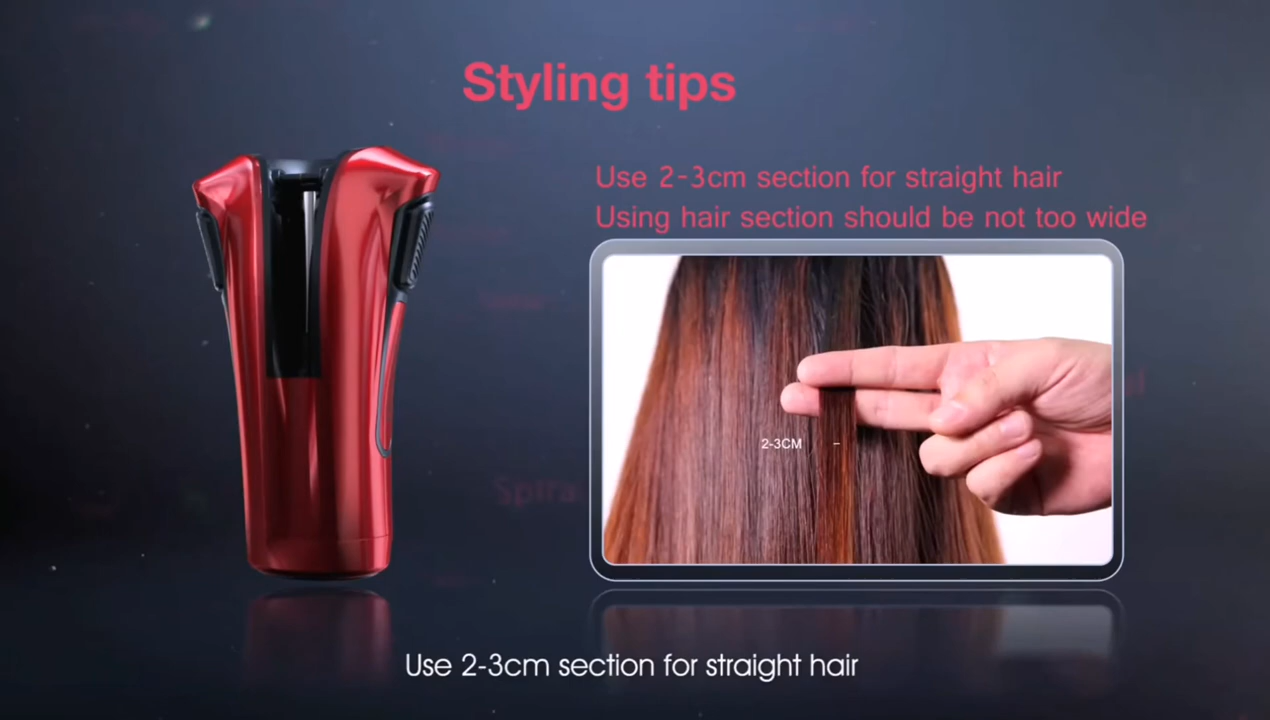 Styling tips
Use 2-3cm section for straight hair
Using hair section should be not too wide
2-3CM
Spiral
Use 2-3cm section for straight hair